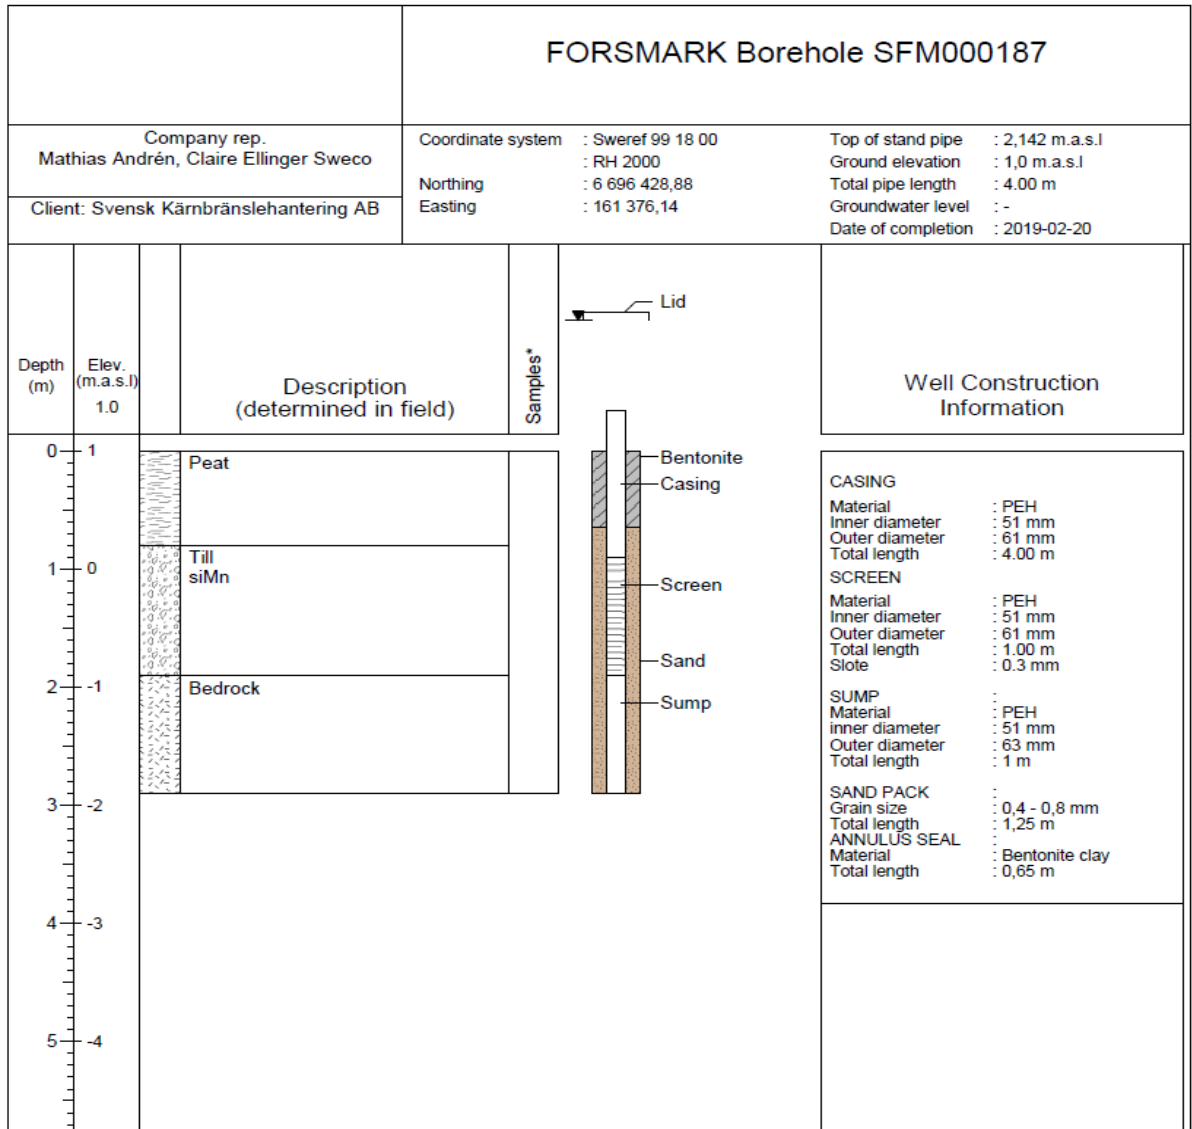 FORSMARK Borehole SFM000187
Company rep.
Mathias Andrén, Claire Ellinger Sweco
Client: Svensk Kärnbränslehantering AB
Coordinate system : Sweref 99 18 00
: RH 2000
Northing : 6 696 428,88
Easting : 161 376,14
Top of stand pipe : 2,142 m.a.s.l
Ground elevation : 1,0 m.a.s.l
Total pipe length : 4.00 m
Groundwater level : -
Date of completion : 2019-02-20
Depth
(m)
Elev.
(m.a.s.l)
1.0
Description
(determined in field)
Samples*
Lid
Well Construction
Information
0 1
1 0
2 -1
3 -2
4 -3
5 -4
Peat
Till
siMn
Bedrock
Bentonite
Casing
Screen
Sand
Sump
CASING
Material : PEH
Inner diameter : 51 mm
Outer diameter : 61 mm
Total length : 4.00 m
SCREEN
Material : PEH
Inner diameter : 51 mm
Outer diameter : 61 mm
Total length : 1.00 m
Slote : 0.3 mm
SUMP :
Material : PEH
inner diameter : 51 mm
Outer diameter : 63 mm
Total length : 1 m
SAND PACK :
Grain size : 0,4 - 0,8 mm
Total length : 1,25 m
ANNULUS SEAL :
Material : Bentonite clay
Total length : 0,65 m